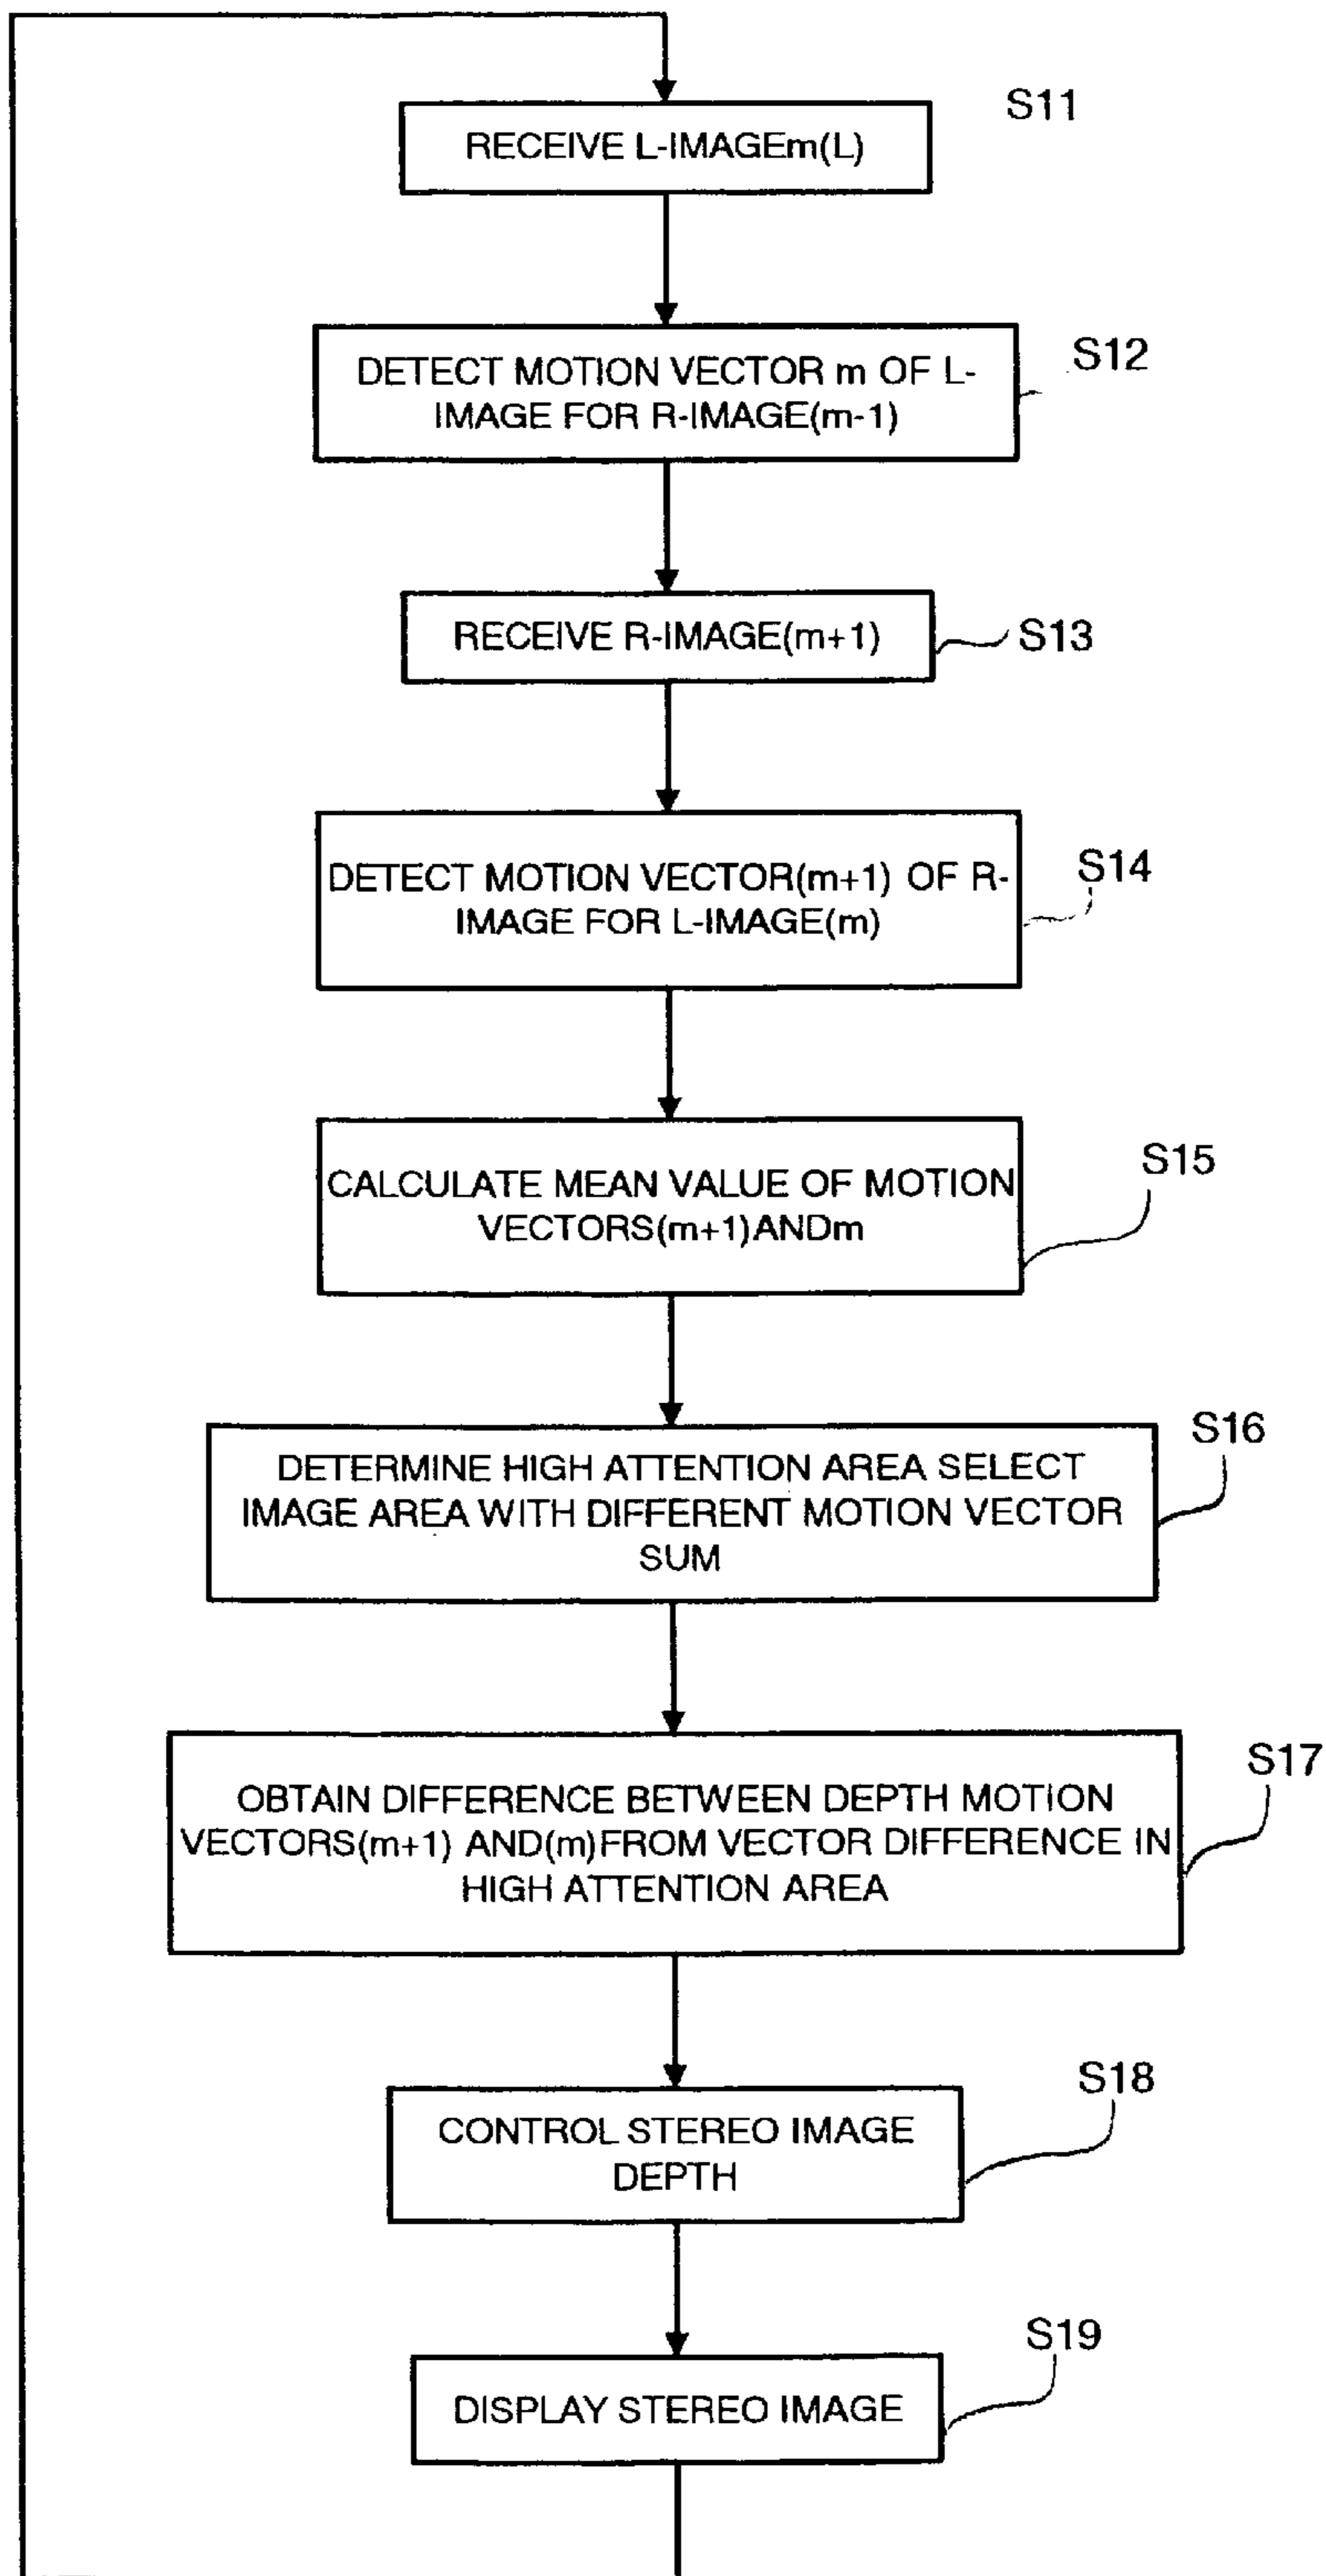 S11
RECEIVE L-IMAGEm(L)
S12
DETECT MOTION VECTOR m OF L-
IMAGE FOR R-IMAGE(m-1)
RECEIVE R-IMAGE(m+1)
S13
S14
DETECT MOTION VECTOR(m+1) OF R-
IMAGE FOR L-IMAGE(m)
S15
CALCULATE MEAN VALUE OF MOTION
VECTORS(m+1)ANDm
S16
DETERMINE HIGH ATTENTION AREA SELECT
IMAGE AREA WITH DIFFERENT MOTION VECTOR
SUM
S17
OBTAIN DIFFERENCE BETWEEN DEPTH MOTION
VECTORS(m+1) AND(m)FROM VECTOR DIFFERENCE IN
HIGH ATTENTION AREA
S18
CONTROL STEREO IMAGE
DEPTH
S19
DISPLAY STEREO IMAGE